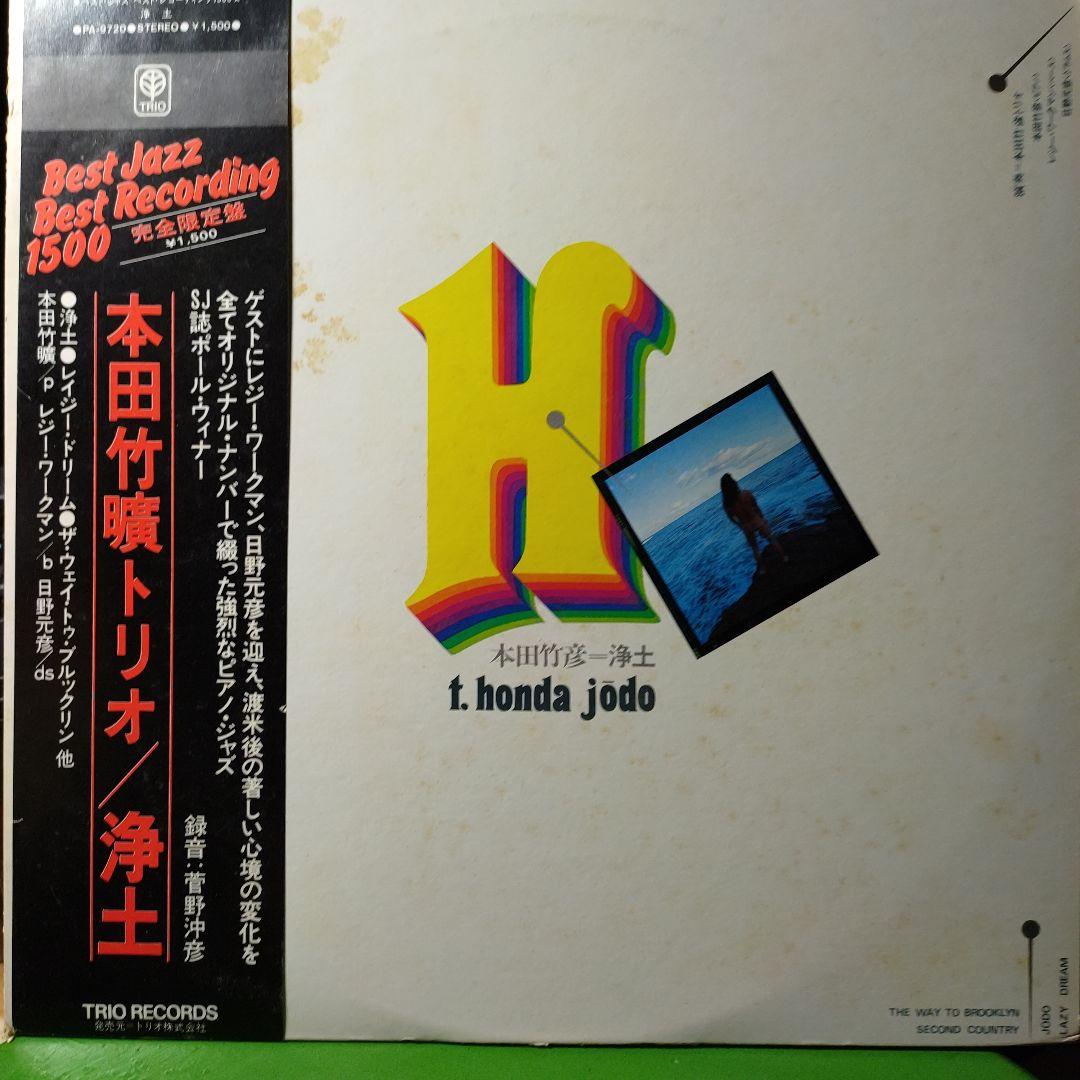 浄土
●PA-9720●STEREO●¥1,500●
TRIO
Best Jazz
Best Recording
1500
完全限定盤
¥1,500
ゲストにレジー・ワークマン、日野元彦を迎え、渡米後の著しい心境の変化を
全てオリジナル・ナンバーで綴った強烈なピアノ・ジャズ
SJ誌ポール・ウィナー
録音：菅野沖彦
本田竹曠トリオ／浄土
●浄土●レイジー・ドリーム●ザ・ウェイ・トゥ・ブルックリン 他
本田竹曠/p レジー・ワークマン/b 日野元彦/ds
TRIO RECORDS
発売元=トリオ株式会社
本田竹彦=浄土
t. honda jōdo
THE WAY TO BROOKLYN
SECOND COUNTRY
JODO
LAZY DREAM